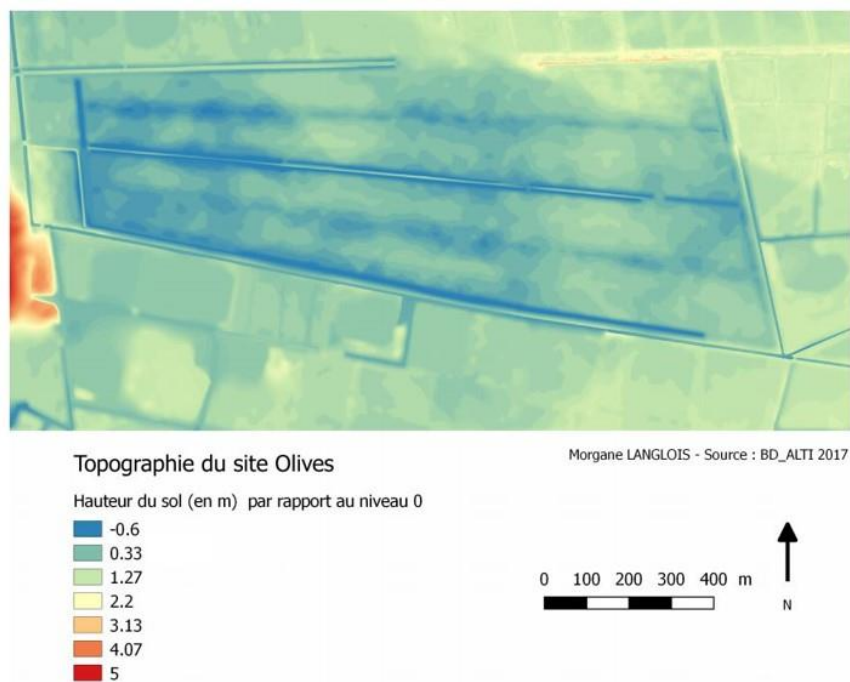 Topographie du site Olives
Morgane LANGLOIS - Source : BD_ALTI 2017
Hauteur du sol (en m) par rapport au niveau 0
-0.6
0.33
1.27
2.2
3.13
4.07
5
0 100 200 300 400 m
N